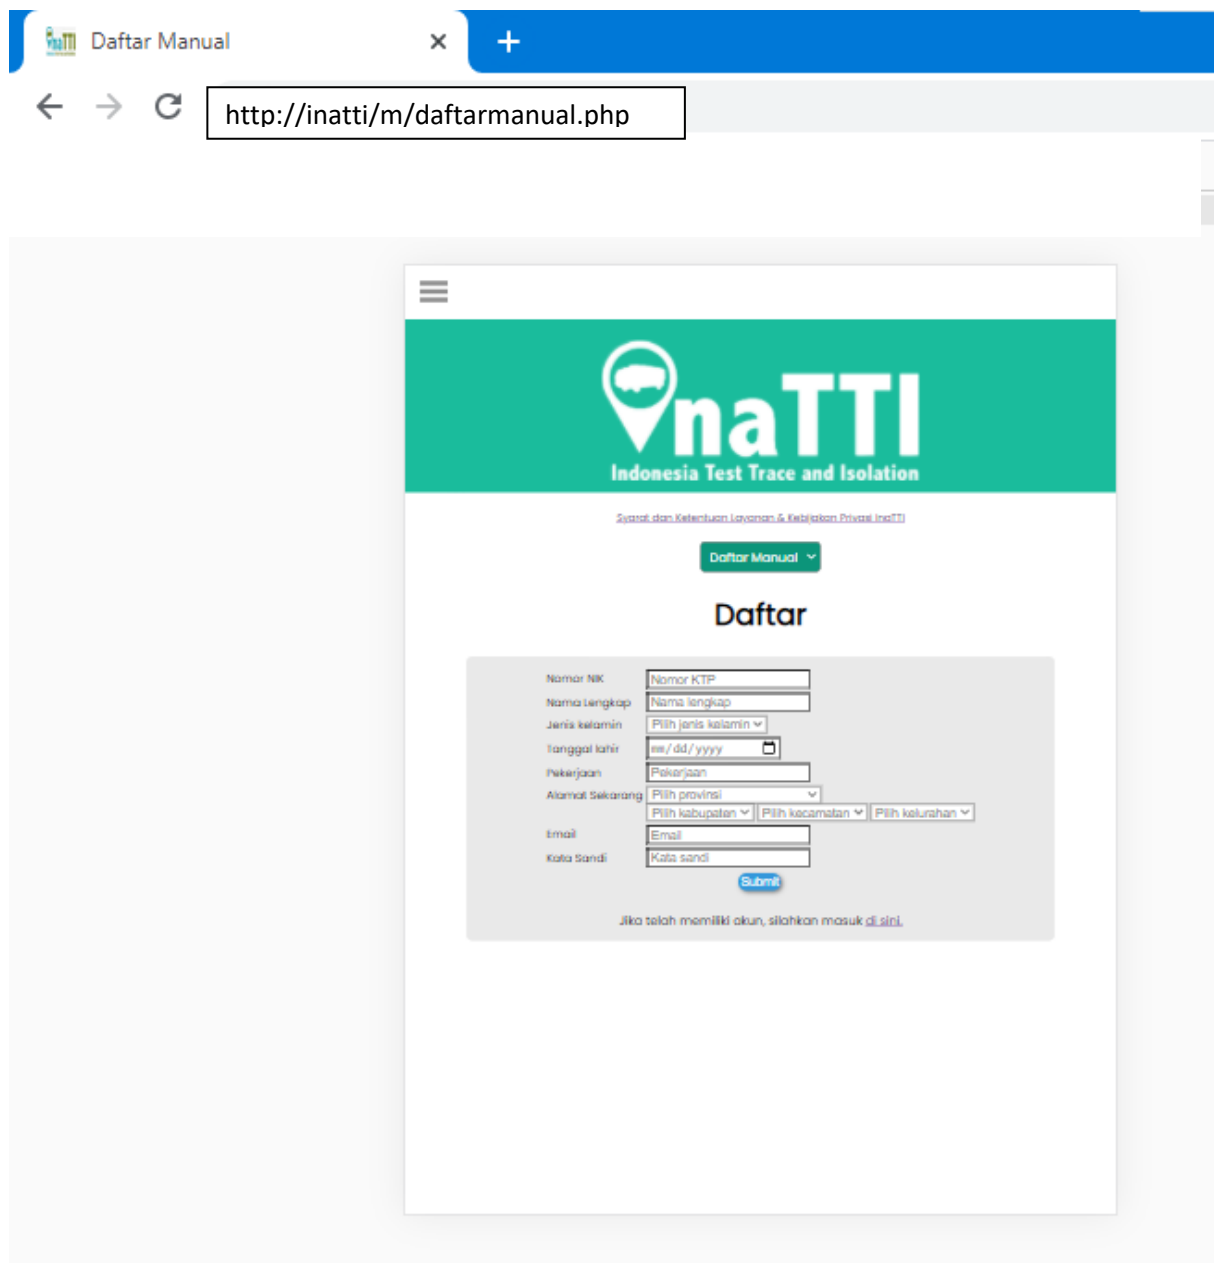 Daftar Manual
http://inatti/m/daftarmanual.php
inaTTI
Indonesia Test Trace and Isolation
Syarat dan Ketentuan Layanan & Kebijakan Privasi InaTTI
Daftar Manual
Daftar
Nomor NIK Nomor KTP
Nama Lengkap Nama lengkap
Jenis kelamin Pilih jenis kelamin
Tanggal lahir mm/dd/yyyy
Pekerjaan Pekerjaan
Alamat Sekarang Pilih provinsi
Pilih kabupaten Pilih kecamatan Pilih kelurahan
Email Email
Kata Sandi Kata sandi
Submit
Jika telah memiliki akun, silahkan masuk di sini.